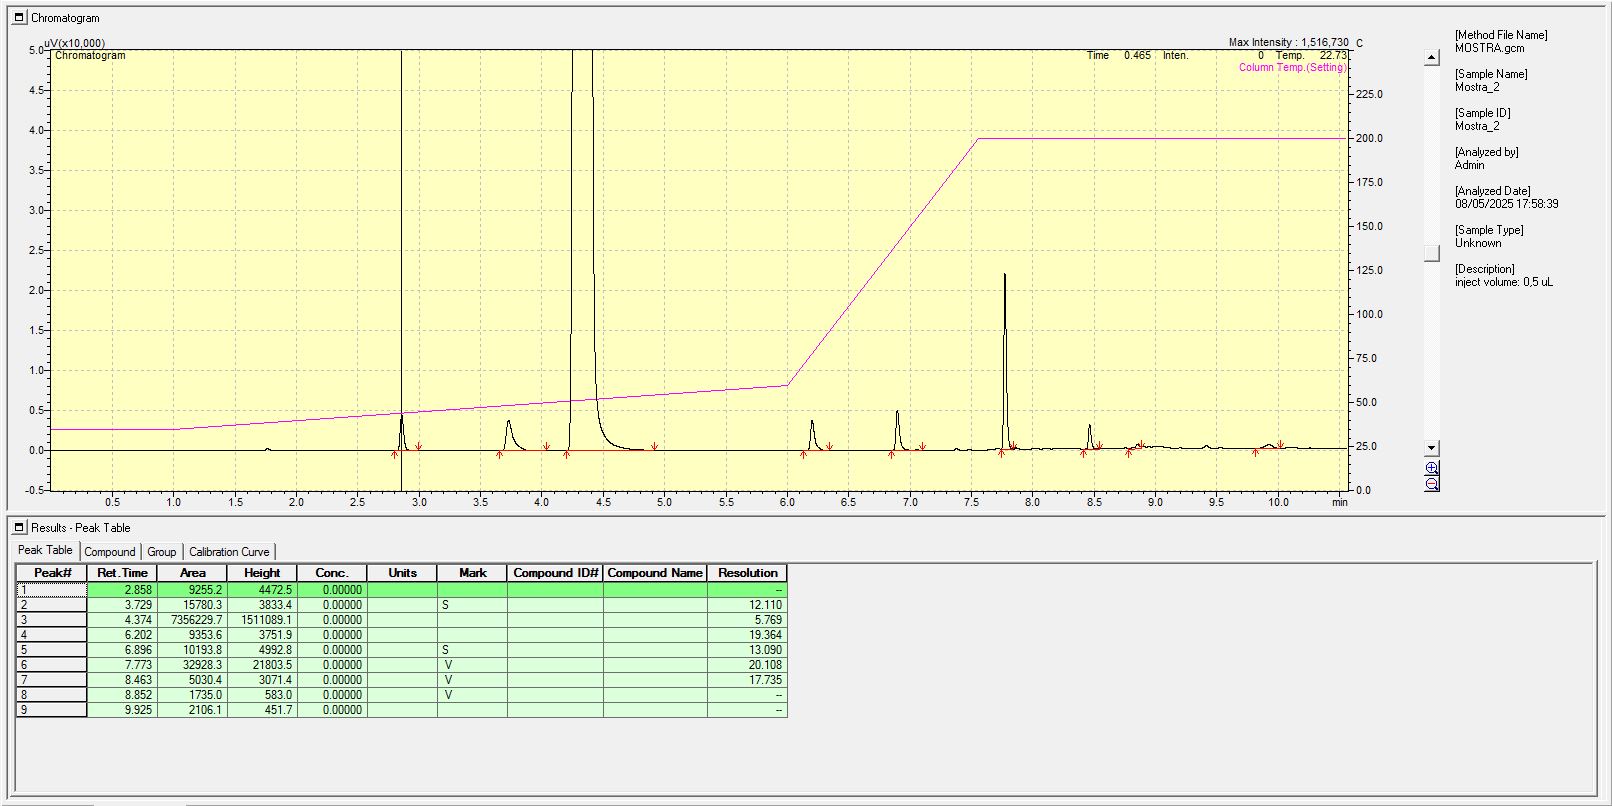 Chromatogram
uV(x10,000)
Max Intensity : 1,516,730
C
Chromatogram
Time 0.465 Inten. 0 Temp. 22.73
Column Temp.(Setting)
5.0
4.5
4.0
3.5
3.0
2.5
2.0
1.5
1.0
0.5
0.0
-0.5
225.0
200.0
175.0
150.0
125.0
100.0
75.0
50.0
25.0
0.0
0.5 1.0 1.5 2.0 2.5 3.0 3.5 4.0 4.5 5.0 5.5 6.0 6.5 7.0 7.5 8.0 8.5 9.0 9.5 10.0 min
[Method File Name]
MOSTRA.gcm
[Sample Name]
Mostra_2
[Sample ID]
Mostra_2
[Analyzed by]
Admin
[Analyzed Date]
08/05/2025 17:58:39
[Sample Type]
Unknown
[Description]
inject volume: 0,5 uL
Results - Peak Table
Peak Table Compound Group Calibration Curve
Peak# Ret.Time Area Height Conc. Units Mark Compound ID# Compound Name Resolution
1 2.858 9255.2 4472.5 0.00000 --
2 3.729 15780.3 3833.4 0.00000 S 12.110
3 4.374 7356229.7 1511089.1 0.00000 5.769
4 6.202 9353.6 3751.9 0.00000 19.364
5 6.896 10193.8 4992.8 0.00000 S 13.090
6 7.773 32928.3 21803.5 0.00000 V 20.108
7 8.463 5030.4 3071.4 0.00000 V 17.735
8 8.852 1735.0 583.0 0.00000 V --
9 9.925 2106.1 451.7 0.00000 --